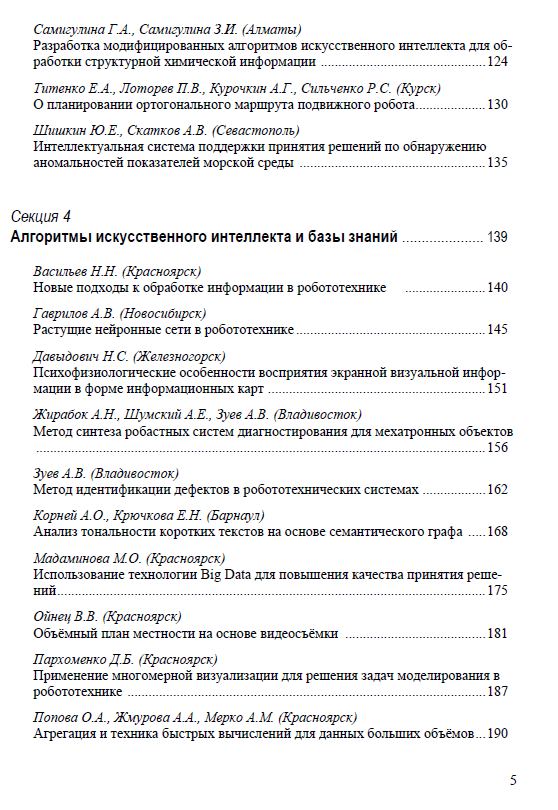 Самигулина Г.А., Самигулина З.И. (Алматы)
Разработка модифицированных алгоритмов искусственного интеллекта для об-
работки структурной химической информации ........................................124
Титенко Е.А., Лоторев П.В., Курочкин А.Г., Сильченко Р.С. (Курск)
О планировании ортогонального маршрута подвижного робота...................130
Шишкин Ю.Е., Скатков А.В. (Севастополь)
Интеллектуальная система поддержки принятия решений по обнаружению
аномальностей показателей морской среды ..................................................135
Секция 4
Алгоритмы искусственного интеллекта и базы знаний ..................... 139
Васильев Н.Н. (Красноярск)
Новые подходы к обработке информации в робототехнике .......................140
Гаврилов А.В. (Новосибирск)
Растущие нейронные сети в робототехнике....................................................145
Давыдович Н.С. (Железногорск)
Психофизиологические особенности восприятия экранной визуальной инфор-
мации в форме информационных карт ...........................................................151
Жирабок А.Н., Шумский А.Е., Зуев А.В. (Владивосток)
Метод синтеза робастных систем диагностирования для мехатронных объектов
...............................................................................................................................156
Зуев А.В. (Владивосток)
Метод идентификации дефектов в робототехнических системах ..................162
Корней А.О., Крючкова Е.Н. (Барнаул)
Анализ тональности коротких текстов на основе семантического графа .....168
Мадаминова М.О. (Красноярск)
Использование технологии Big Data для повышения качества принятия реше-
ний.........................................................................................................................175
Ойнец В.В. (Красноярск)
Объёмный план местности на основе видеосъёмки ......................................181
Пархоменко Д.Б. (Красноярск)
Применение многомерной визуализации для решения задач моделирования в
робототехнике .....................................................................................................187
Попова О.А., Жмурова А.А., Мерко А.М. (Красноярск)
Агрегация и техника быстрых вычислений для данных больших объёмов...190
5